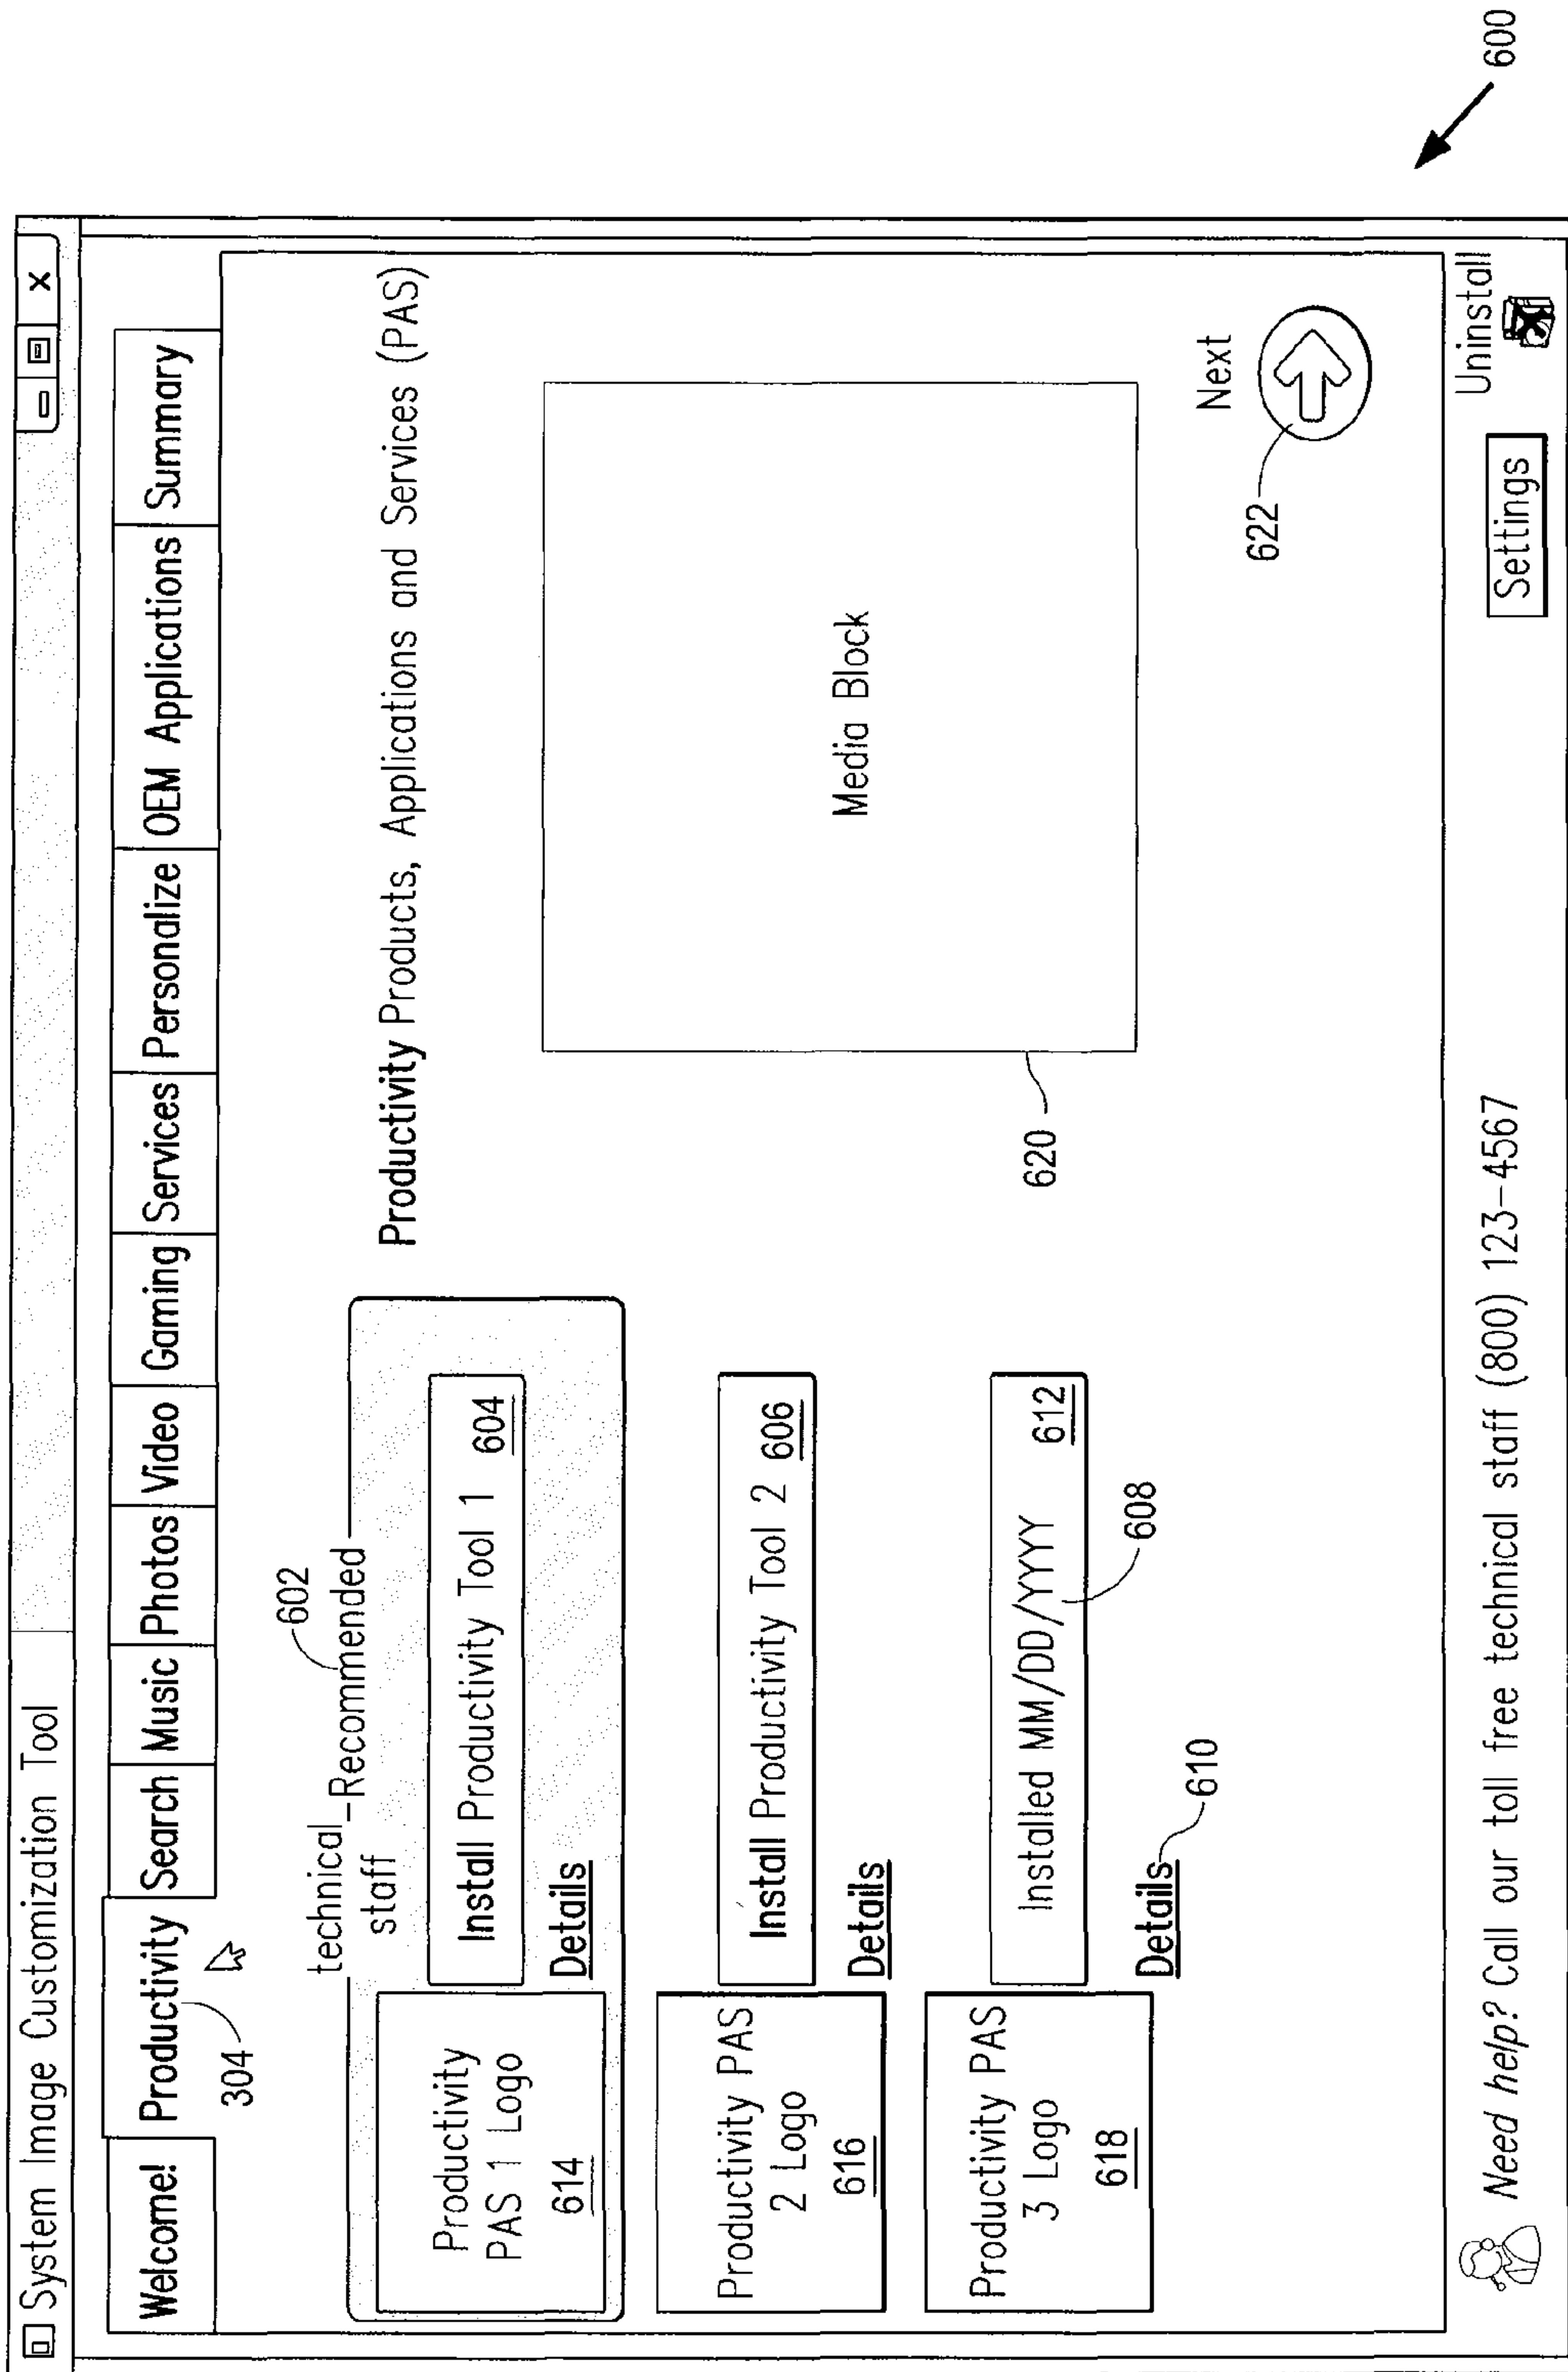 System Image Customization Tool
x
Welcome! Productivity Search Music Photos Video Gaming Services Personalize OEM Applications Summary
304
602
technical-Recommended
staff
Productivity Products, Applications and Services (PAS)
Productivity
PAS 1 Logo
614
Install Productivity Tool 1 604
Details
Productivity PAS
2 Logo
616
Install Productivity Tool 2 606
Details
Productivity PAS
3 Logo
618
Installed MM/DD/YYYY 612
608
Details
610
Media Block
620
Next
622
Need help? Call our toll free technical staff (800) 123-4567
Settings
Uninstall
600